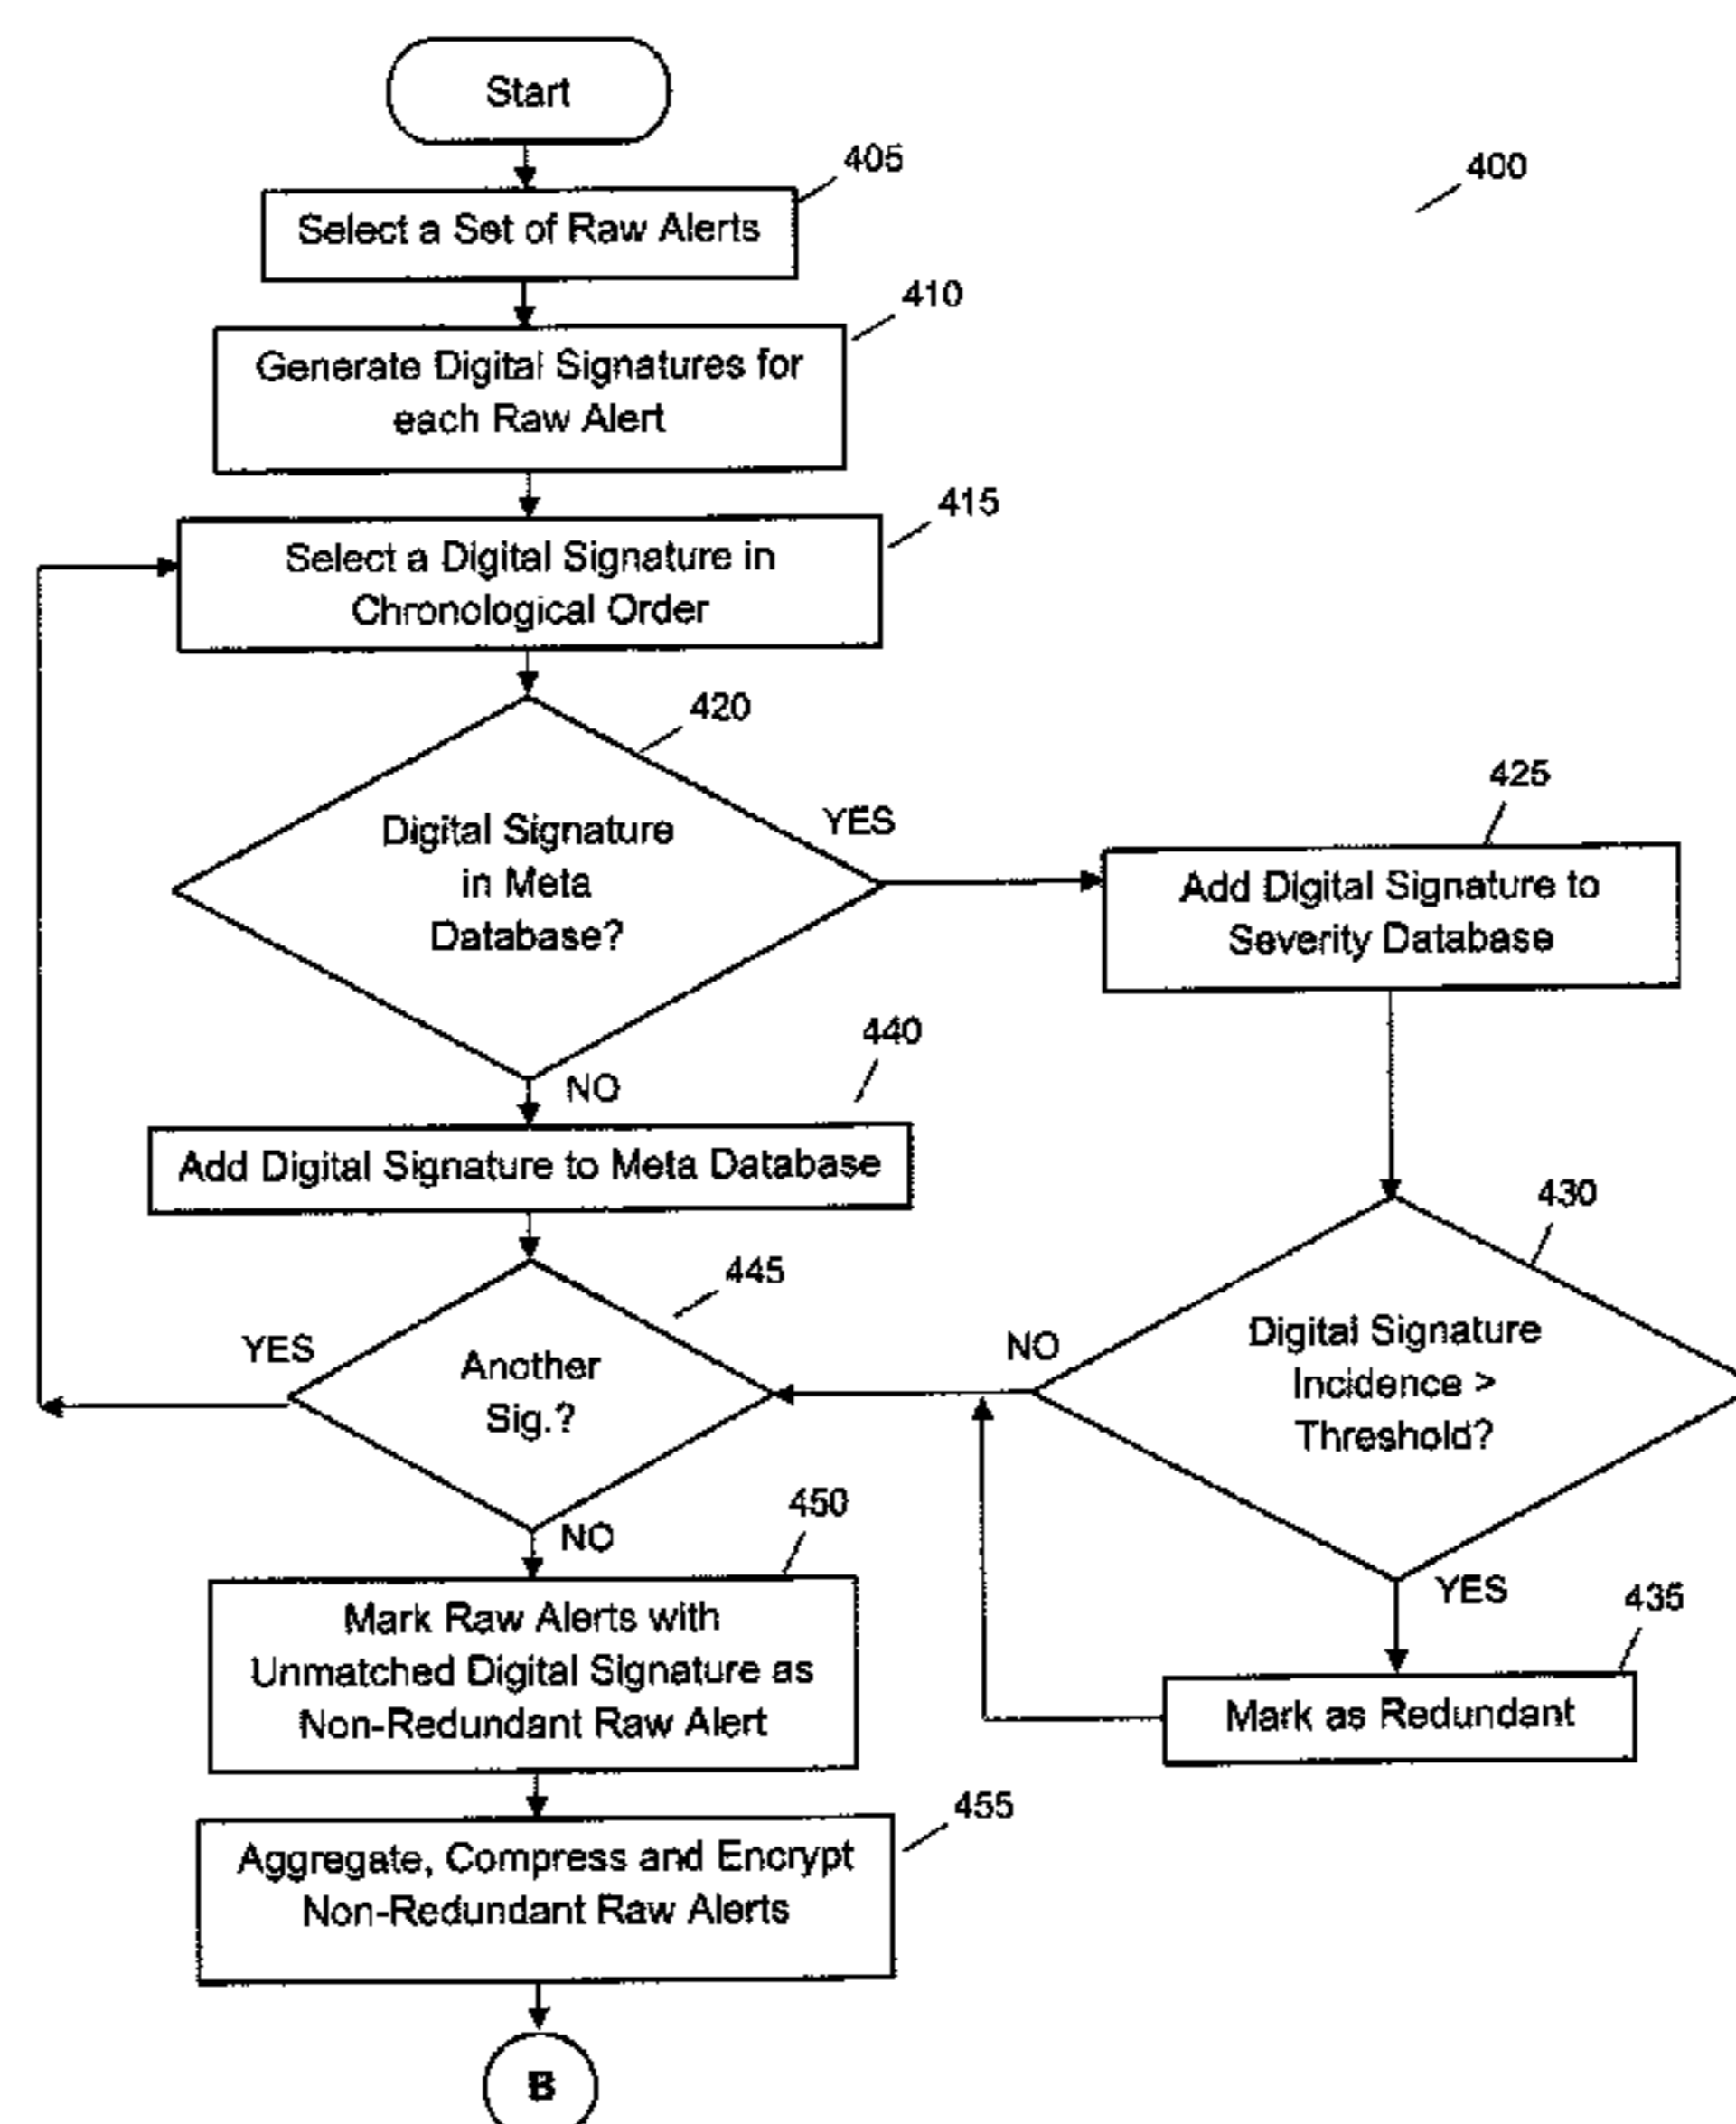 Start
405
400
Select a Set of Raw Alerts
410
Generate Digital Signatures for
each Raw Alert
415
Select a Digital Signature in
Chronological Order
420
Digital Signature
in Meta
Database?
YES
425
Add Digital Signature to
Severity Database
NO
440
Add Digital Signature to Meta Database
430
Digital Signature
Incidence >
Threshold?
NO
445
Another
Sig.?
YES
NO
YES
435
Mark as Redundant
450
Mark Raw Alerts with
Unmatched Digital Signature as
Non-Redundant Raw Alert
455
Aggregate, Compress and Encrypt
Non-Redundant Raw Alerts
B